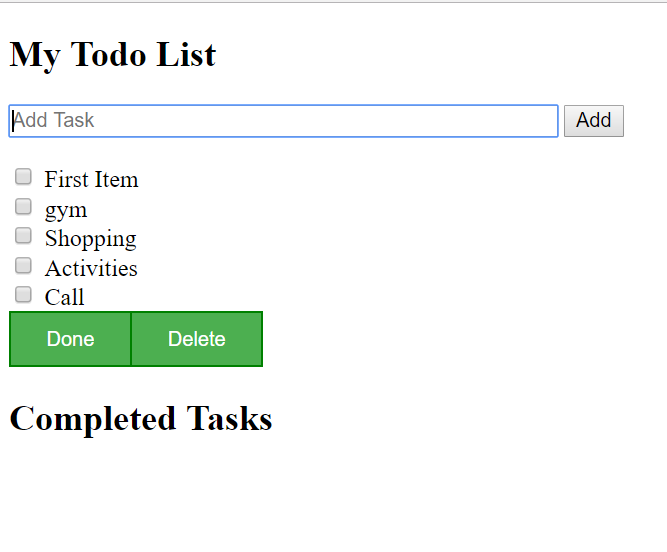 My Todo List
Add Task Add
First Item
gym
Shopping
Activities
Call
Done Delete
Completed Tasks